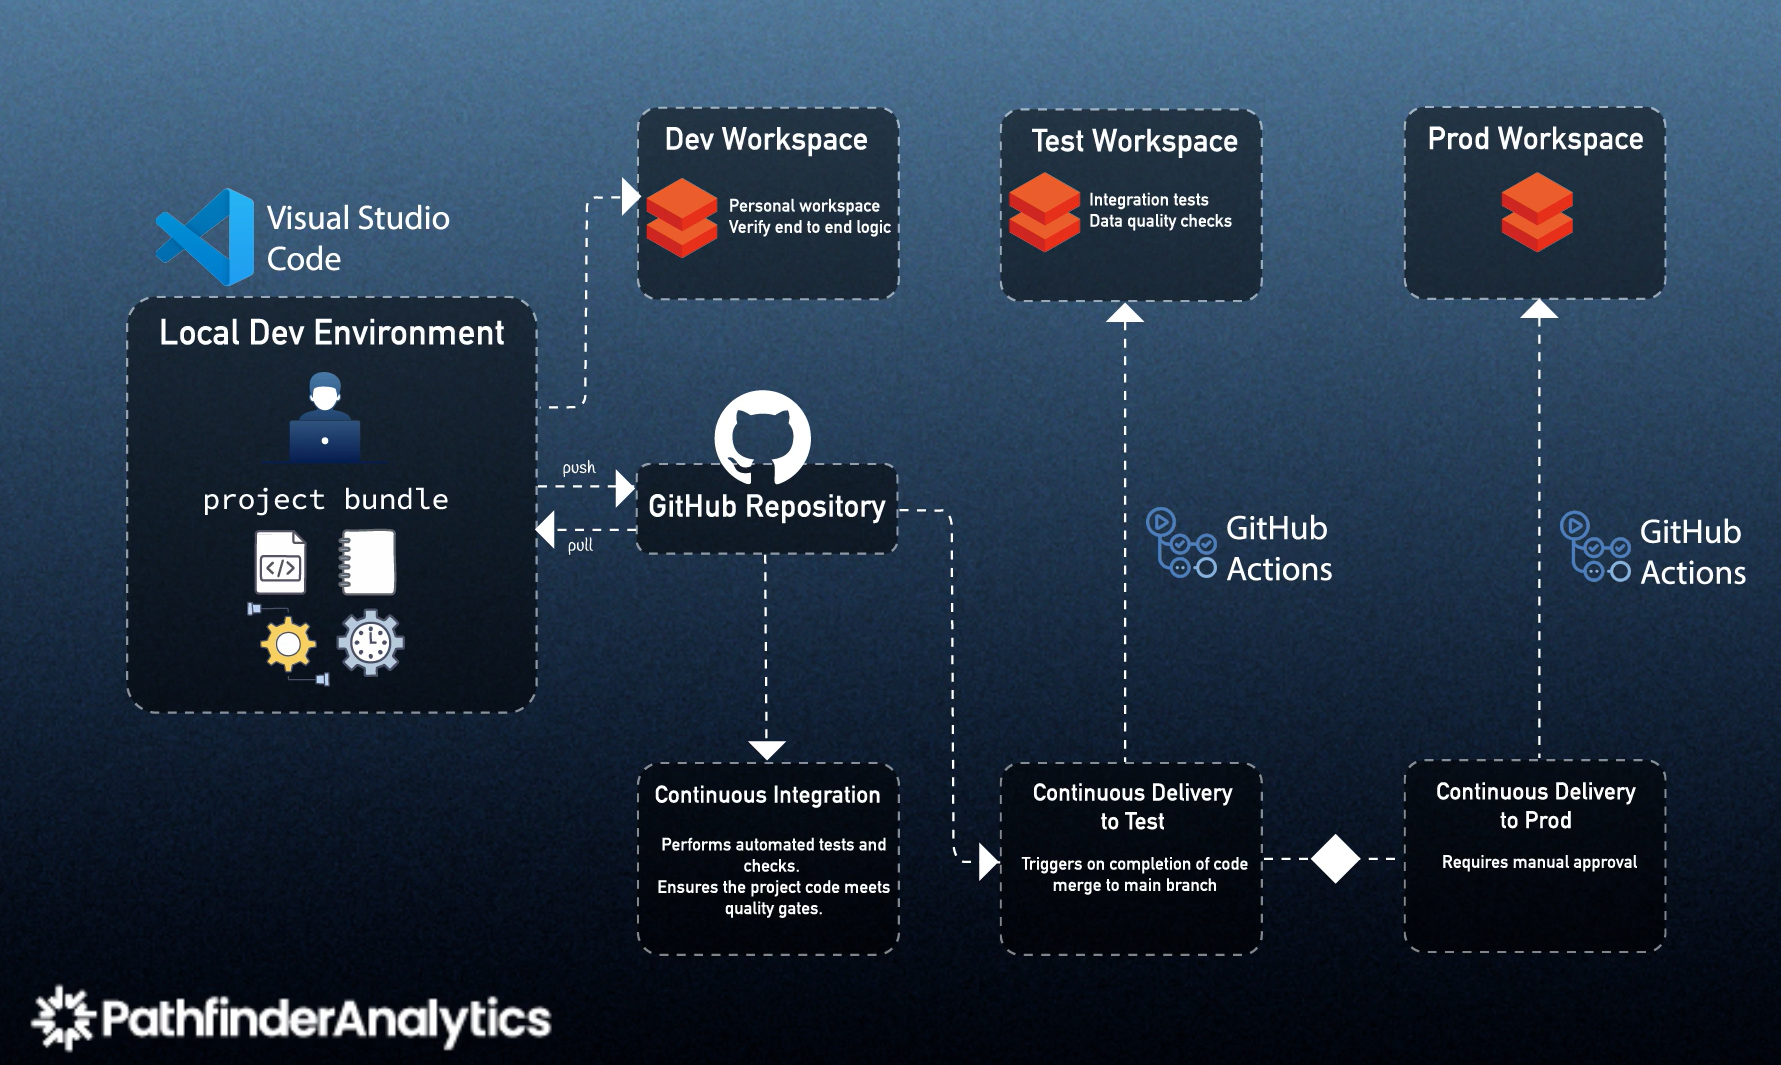 Visual Studio
Code
Local Dev Environment
project bundle
Dev Workspace
Personal workspace
Verify end to end logic
Test Workspace
Integration tests
Data quality checks
Prod Workspace
push
pull
GitHub Repository
GitHub
Actions
GitHub
Actions
Continuous Integration
Performs automated tests and
checks.
Ensures the project code meets
quality gates.
Continuous Delivery
to Test
Triggers on completion of code
merge to main branch
Continuous Delivery
to Prod
Requires manual approval
PathfinderAnalytics